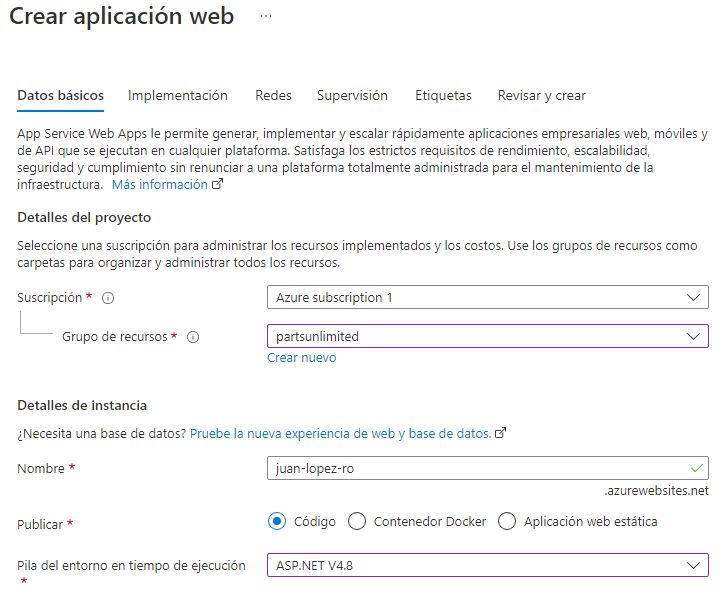 Crear aplicación web ...
Datos básicos Implementación Redes Supervisión Etiquetas Revisar y crear
App Service Web Apps le permite generar, implementar y escalar rápidamente aplicaciones empresariales web, móviles y
de API que se ejecutan en cualquier plataforma. Satisfaga los estrictos requisitos de rendimiento, escalabilidad,
seguridad y cumplimiento sin renunciar a una plataforma totalmente administrada para el mantenimiento de la
infraestructura. Más información
Detalles del proyecto
Seleccione una suscripción para administrar los recursos implementados y los costos. Use los grupos de recursos como
carpetas para organizar y administrar todos los recursos.
Suscripción * Azure subscription 1
Grupo de recursos * partsunlimited
Crear nuevo
Detalles de instancia
¿Necesita una base de datos? Pruebe la nueva experiencia de web y base de datos.
Nombre * juan-lopez-ro
.azurewebsites.net
Publicar * Código Contenedor Docker Aplicación web estática
Pila del entorno en tiempo de ejecución ASP.NET V4.8
*